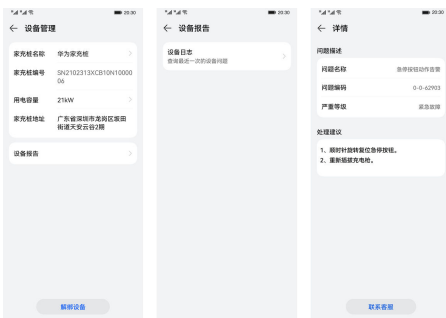 20:30
← 设备管理
家充桩名称 华为家充桩
家充桩编号 SN2102313XCB10N10000
06
用电容量 21kW
家充桩地址 广东省深圳市龙岗区坂田
街道天安云谷2期
设备报告
解绑设备
20:30
← 设备报告
设备日志
查询最近一次的设备问题
20:30
← 详情
问题描述
问题名称 急停按钮动作告警
问题编码 0-0-62903
严重等级 紧急故障
处理建议
1、顺时针旋转复位急停按钮。
2、重新插拔充电枪。
联系客服